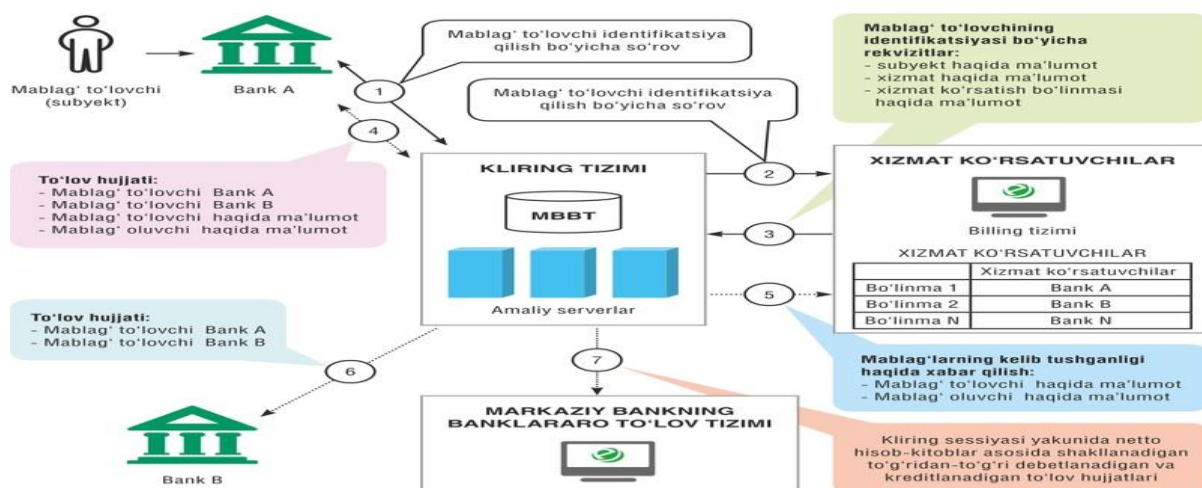 Mablag' to'lovchi
(subyekt)
Bank A
Mablag' to'lovchi identifikatsiya
qilish bo'yicha so'rov
1
4
Mablag' to'lovchi identifikatsiya
qilish bo'yicha so'rov
2
Mablag' to'lovchining
identifikatsiyasi bo'yicha
rekvizitlar:
- subyekt haqida ma'lumot
- xizmat haqida ma'lumot
- xizmat ko'rsatish bo'linmasi
haqida ma'lumot
To'lov hujjati:
- Mablag' to'lovchi Bank A
- Mablag' to'lovchi Bank B
- Mablag' to'lovchi haqida ma'lumot
- Mablag' oluvchi haqida ma'lumot
KLIRING TIZIMI
MBBT
Amaliy serverlar
3
5
XIZMAT KO'RSATUVCHILAR
Billing tizimi
XIZMAT KO'RSATUVCHILAR
Xizmat ko'rsatuvchilar
Bo'linma 1 Bank A
Bo'linma 2 Bank B
Bo'linma N Bank N
To'lov hujjati:
- Mablag' to'lovchi Bank A
- Mablag' to'lovchi Bank B
6
7
Mablag'larning kelib tushganligi
haqida xabar qilish:
- Mablag' to'lovchi haqida ma'lumot
- Mablag' oluvchi haqida ma'lumot
Bank B
MARKAZIY BANKNING
BANKLARARO TO'LOV TIZIMI
Kliring sessiyasi yakunida netto
hisob-kitoblar asosida shakllanadigan
to'g'ridan-to'g'ri debetlanadigan va
kreditlanadigan to'lov hujjatlari